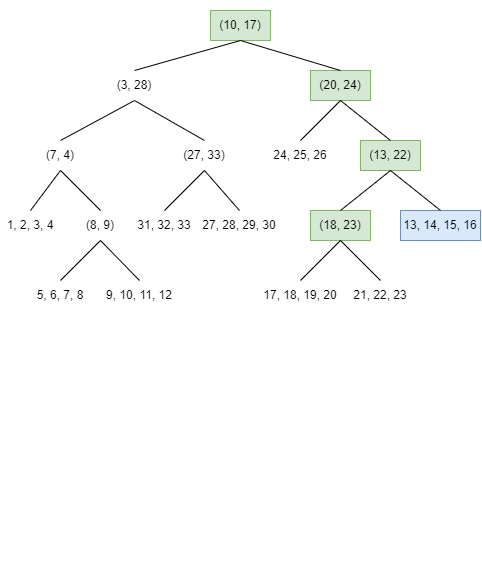 (10, 17)
(3, 28)
(20, 24)
(7, 4)
(27, 33)
24, 25, 26
(13, 22)
1, 2, 3, 4
(8, 9)
31, 32, 33
27, 28, 29, 30
(18, 23)
13, 14, 15, 16
5, 6, 7, 8
9, 10, 11, 12
17, 18, 19, 20
21, 22, 23